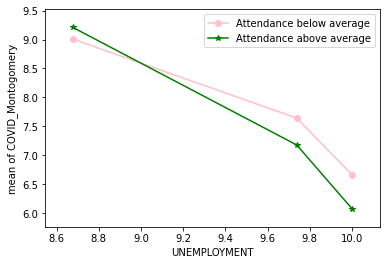 Attendance below average
Attendance above average
9.5
9.0
8.5
8.0
7.5
7.0
6.5
6.0
mean of COVID_Montogomery
8.6 8.8 9.0 9.2 9.4 9.6 9.8 10.0
UNEMPLOYMENT